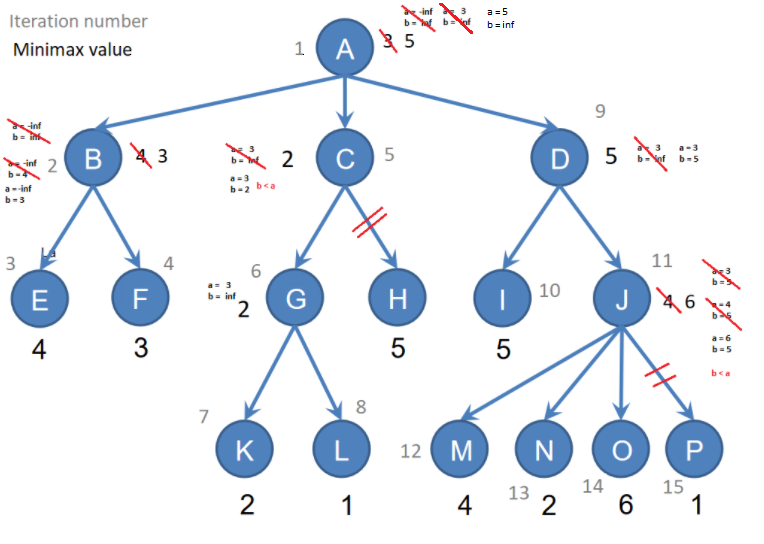 Iteration number
Minimax value
a = -inf
b = inf
a = 3
b = inf
a = 5
b = inf
1
A
3 5
9
a = -inf
b = inf
a = -inf
b = 4
a = -inf
b = 3
2
B
4 3
a = 3
b = inf
a = 3
b = 2
b < a
2
C
5
D
5
a = 3
b = inf
a = 3
b = 5
3
La
E
4
F
4
3
6
a = 3
b = inf
2
G
H
5
I
10
5
11
J
4 6
a = 3
b = 5
a = 4
b = 5
a = 6
b = 5
b < a
7
K
2
8
L
1
12
M
4
13
N
2
14
O
6
15
P
1